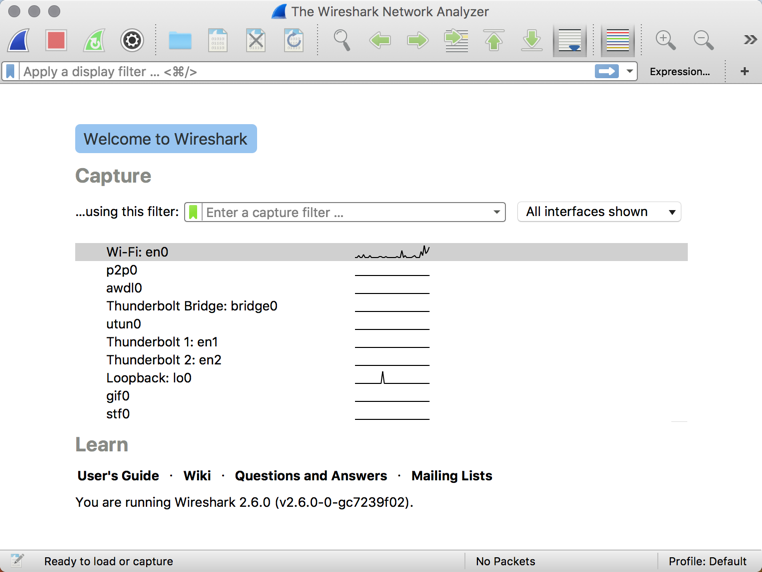 The Wireshark Network Analyzer
Apply a display filter ... <⌘/>
Expression...
+
Welcome to Wireshark
Capture
...using this filter: Enter a capture filter ... All interfaces shown
Wi-Fi: en0
p2p0
awdl0
Thunderbolt Bridge: bridge0
utun0
Thunderbolt 1: en1
Thunderbolt 2: en2
Loopback: lo0
gif0
stf0
Learn
User's Guide · Wiki · Questions and Answers · Mailing Lists
You are running Wireshark 2.6.0 (v2.6.0-0-gc7239f02).
Ready to load or capture
No Packets
Profile: Default